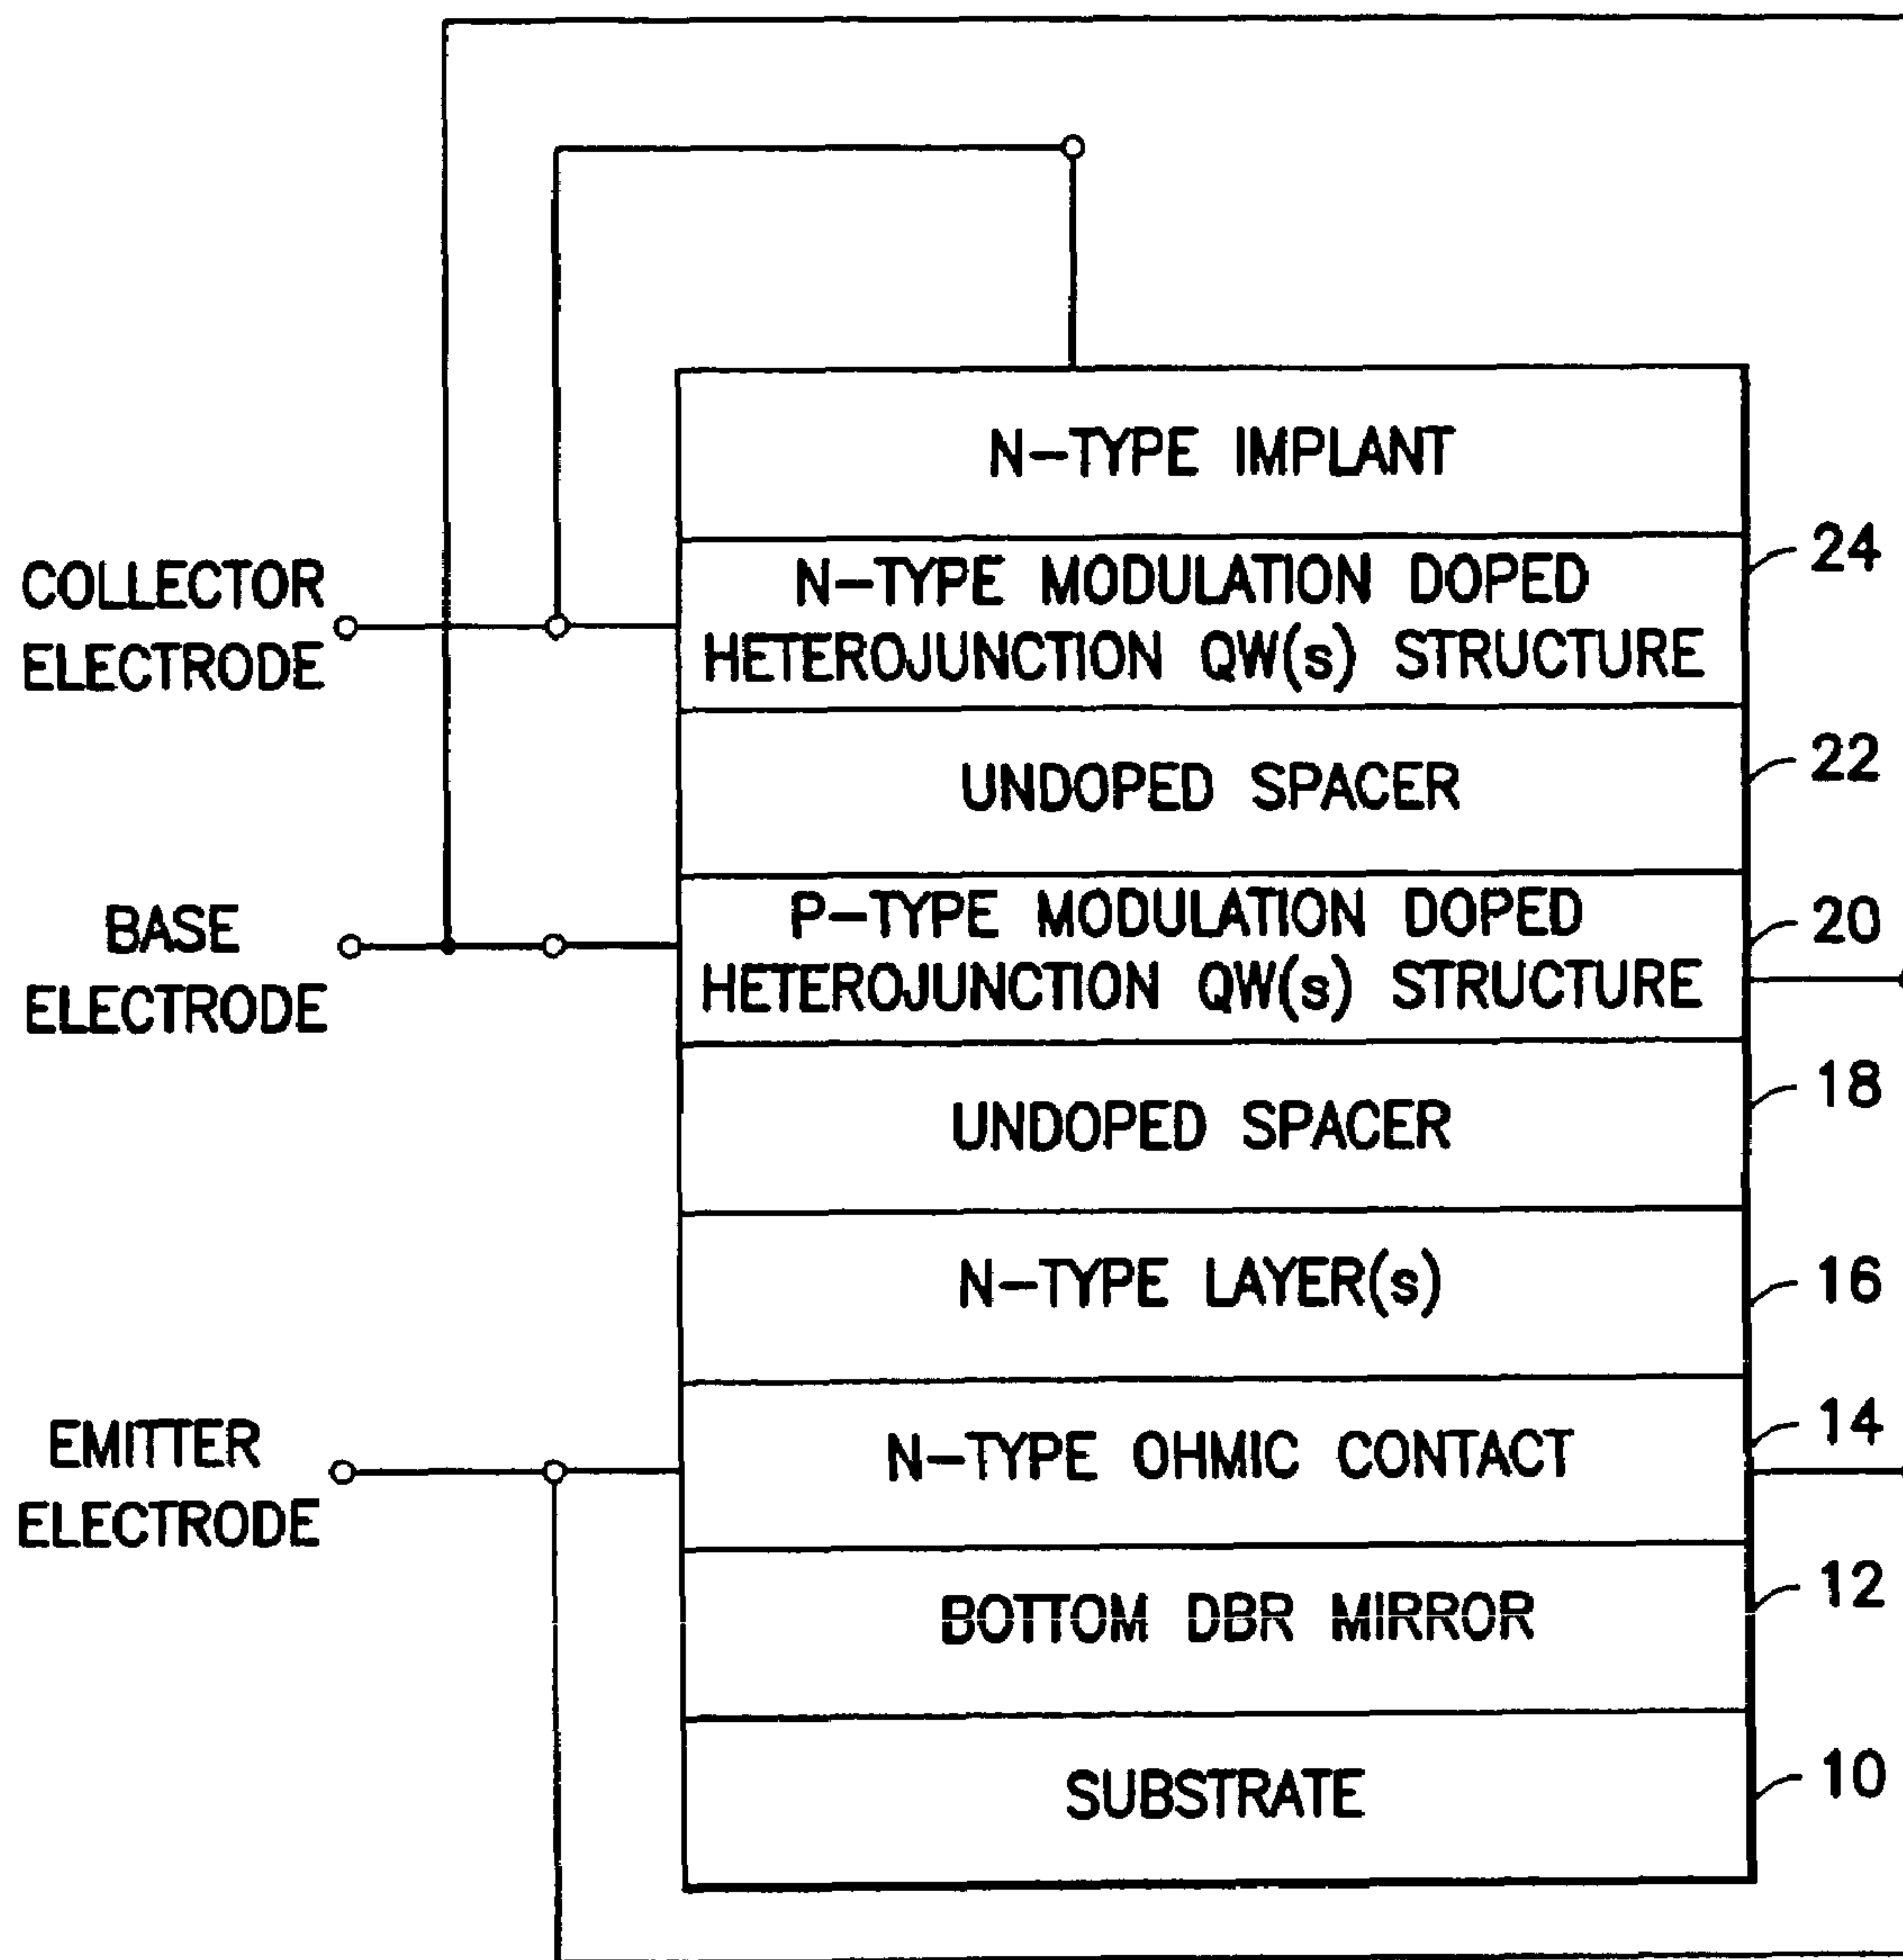 N-TYPE IMPLANT
24
N-TYPE MODULATION DOPED
HETEROJUNCTION QW(s) STRUCTURE
COLLECTOR
ELECTRODE
22
UNDOPED SPACER
20
P-TYPE MODULATION DOPED
HETEROJUNCTION QW(s) STRUCTURE
BASE
ELECTRODE
18
UNDOPED SPACER
16
N-TYPE LAYER(s)
14
N-TYPE OHMIC CONTACT
EMITTER
ELECTRODE
12
BOTTOM DBR MIRROR
10
SUBSTRATE